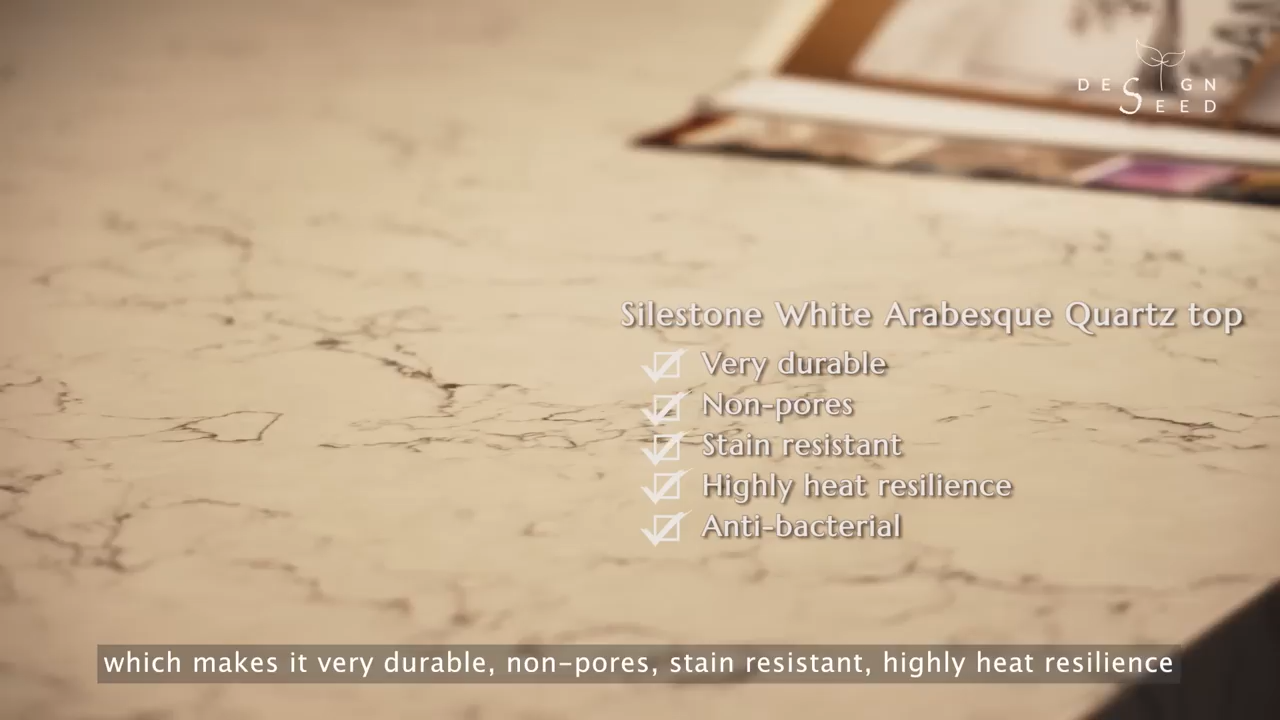 DESIGN
SEED
Silestone White Arabesque Quartz top
Very durable
Non-pores
Stain resistant
Highly heat resilience
Anti-bacterial
which makes it very durable, non-pores, stain resistant, highly heat resilience